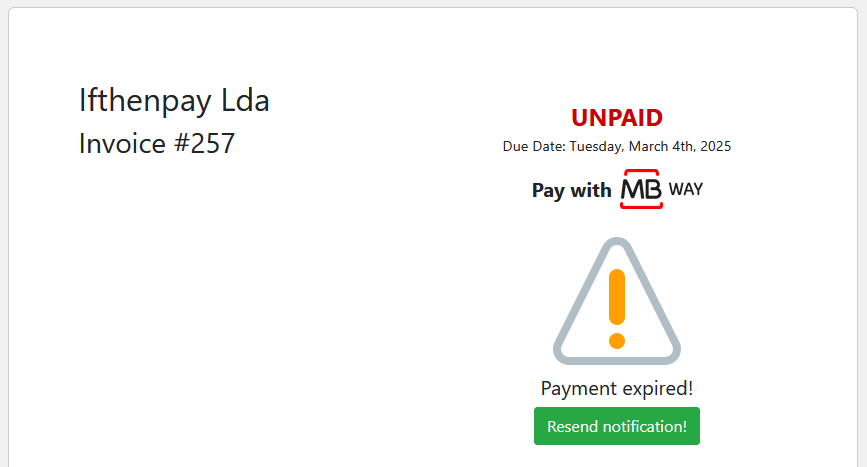 Ifthenpay Lda
Invoice #257
UNPAID
Due Date: Tuesday, March 4th, 2025
Pay with MB WAY
Payment expired!
Resend notification!